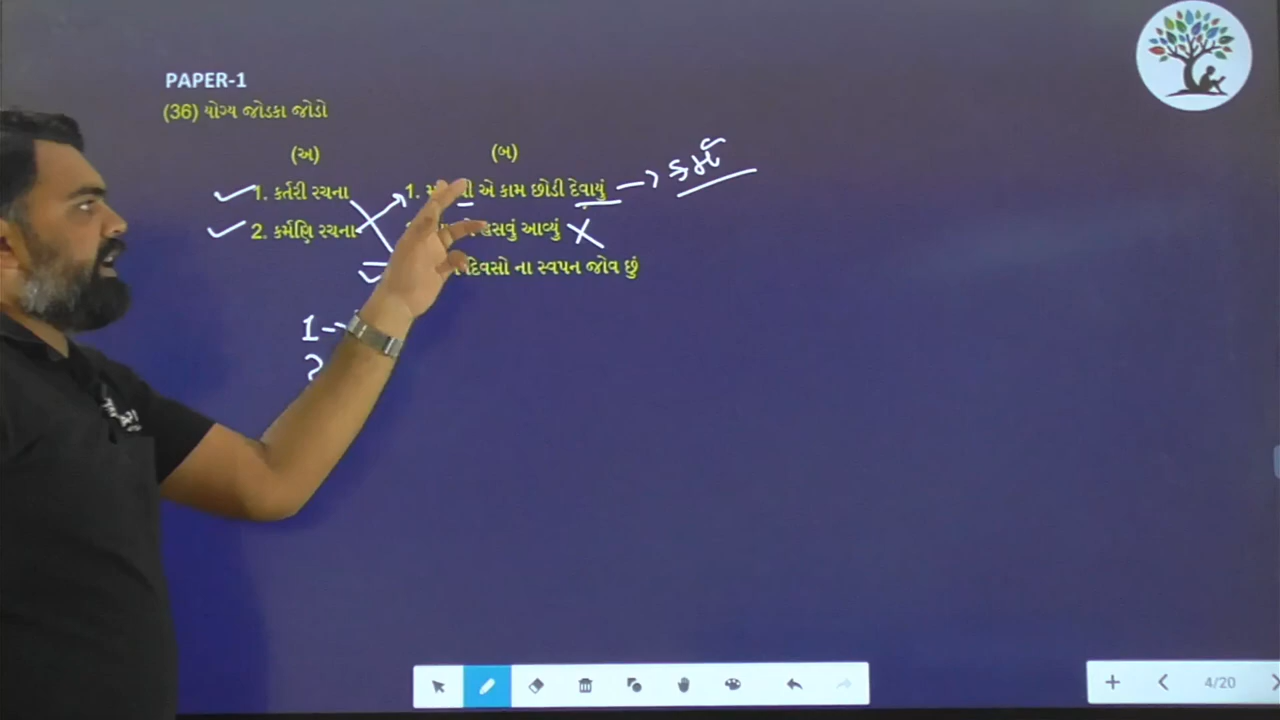 PAPER-1
(36) યોગ્ય જોડકા જોડો
(અ) (બ)
1. કર્તરી રચના 1. એ કામ છોડી દેવાયું → કર્મ
2. કર્મણિ રચના હસવું આવ્યું
દિવસો ના સ્વપન જોવ છું
1
2
4/20